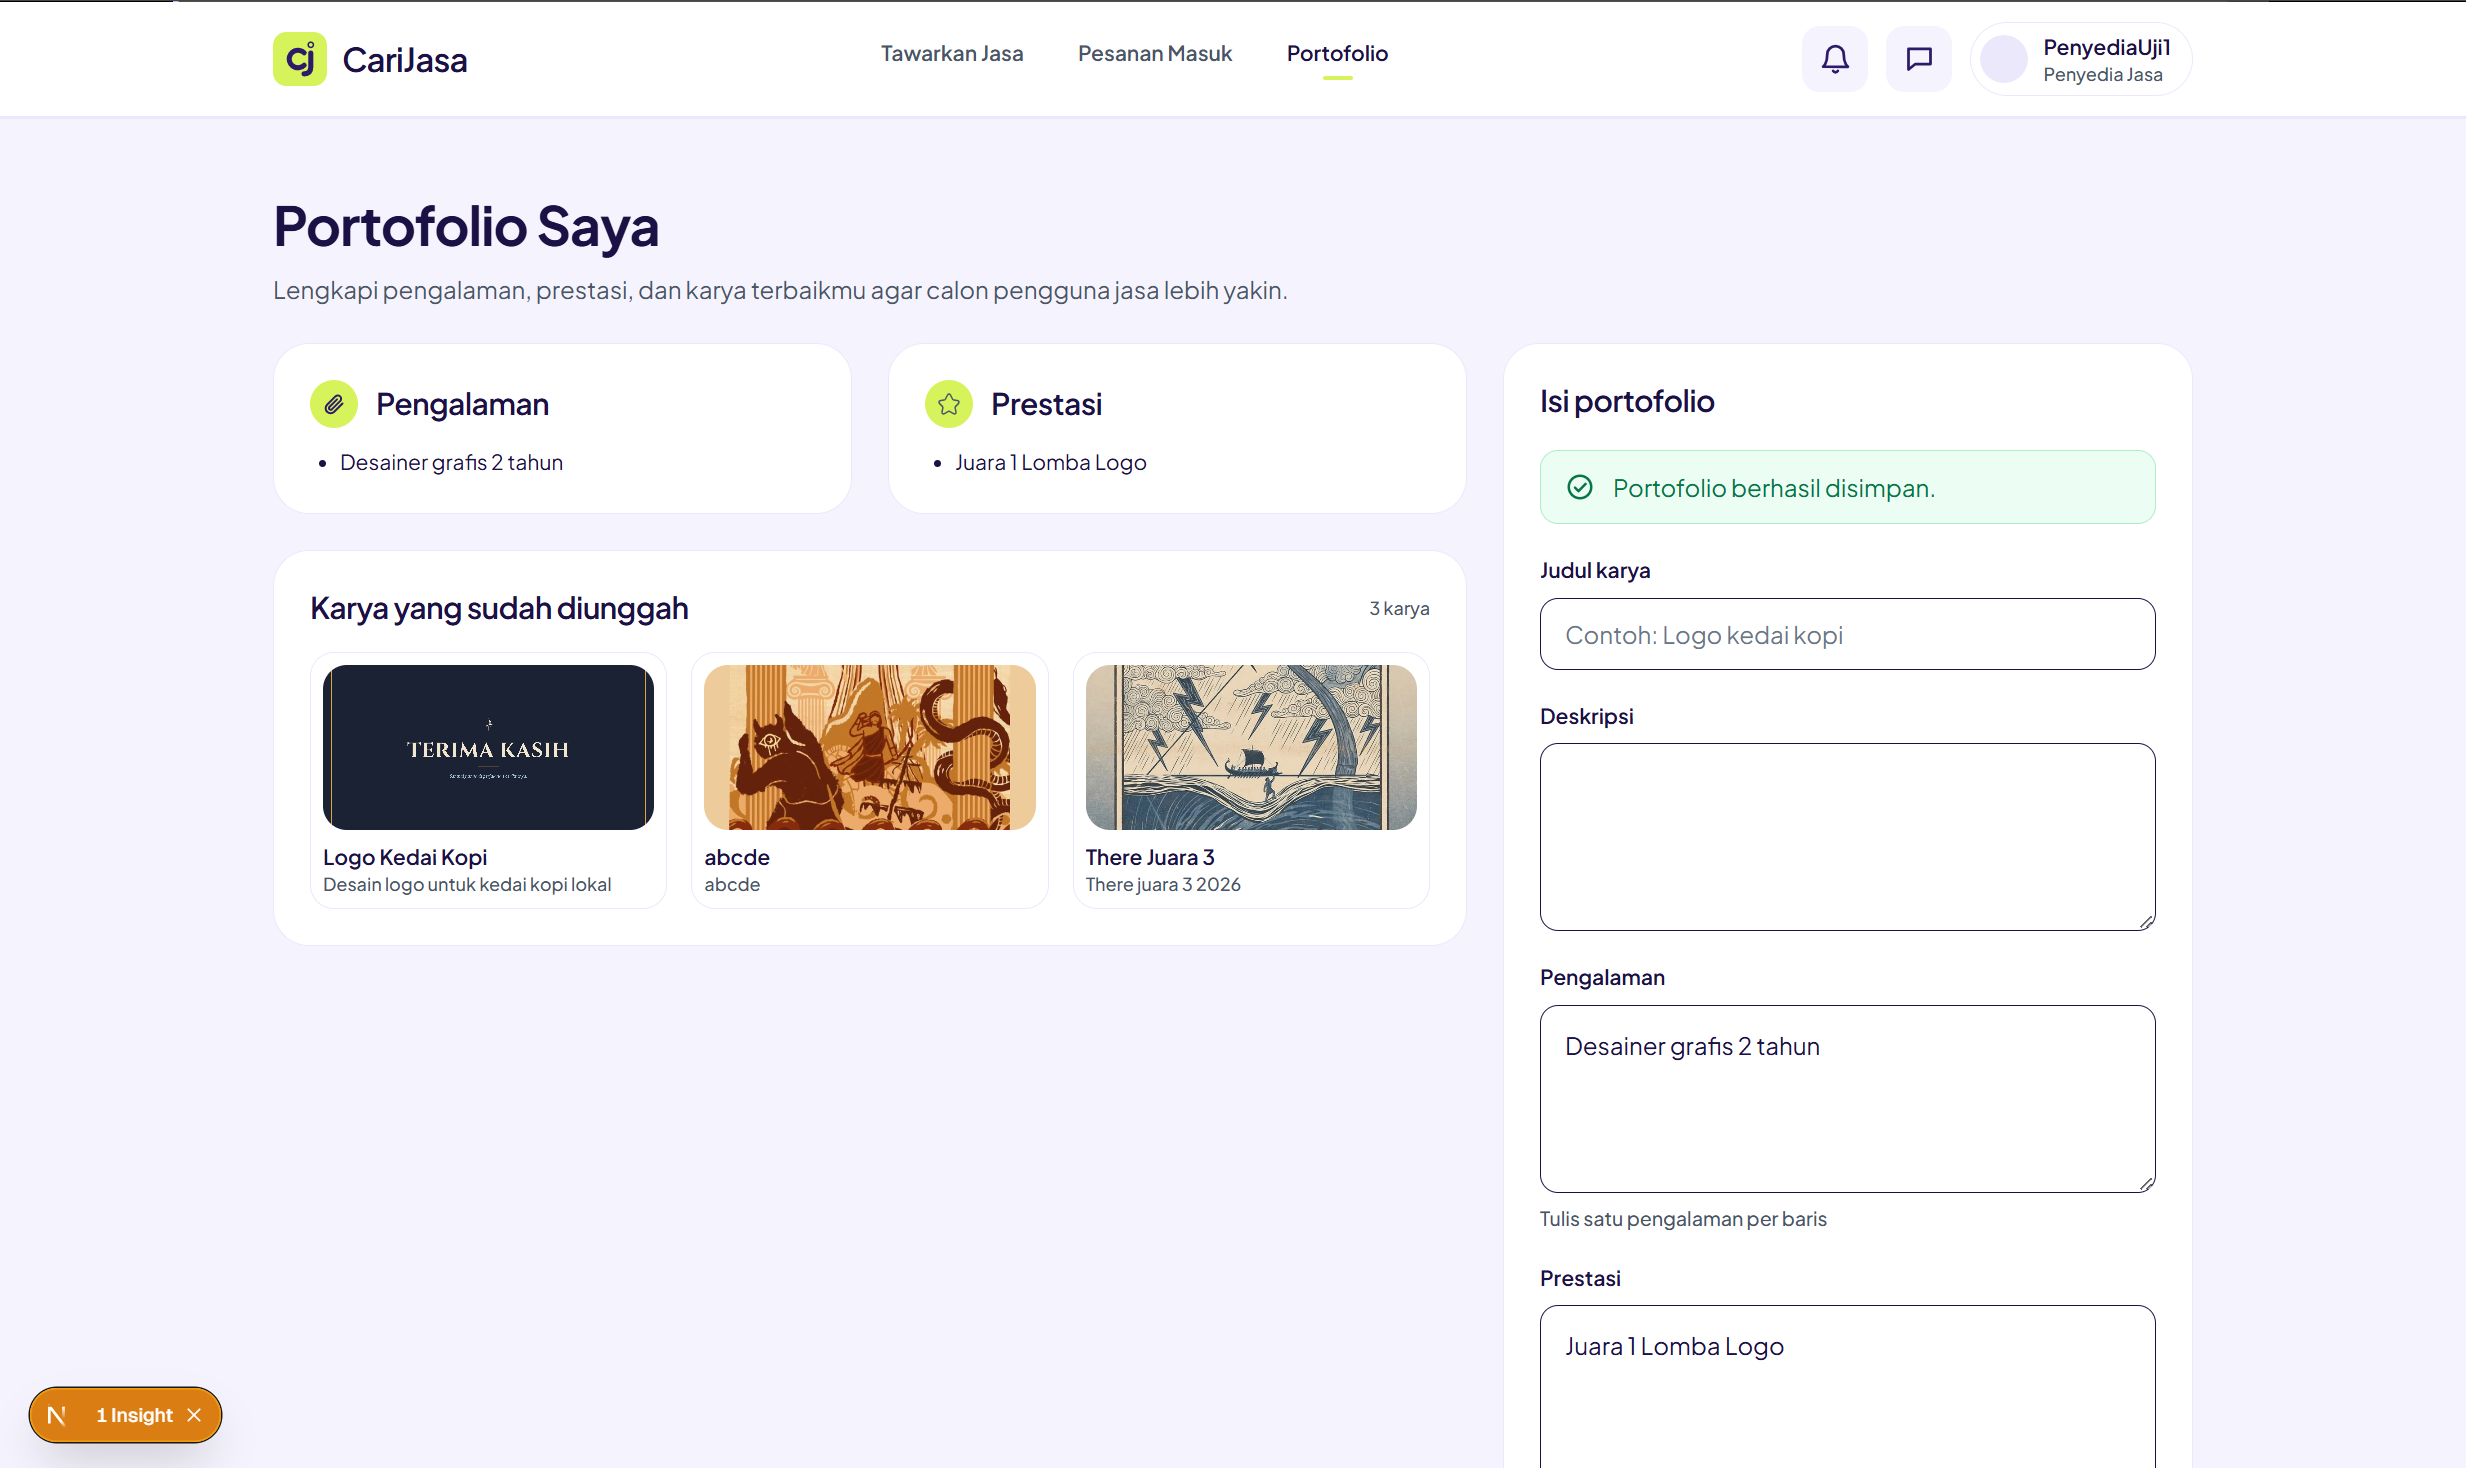 cj CariJasa
Tawarkan Jasa
Pesanan Masuk
Portofolio
PenyediaUji1
Penyedia Jasa
Portofolio Saya
Lengkapi pengalaman, prestasi, dan karya terbaikmu agar calon pengguna jasa lebih yakin.
Pengalaman
• Desainer grafis 2 tahun
Prestasi
• Juara 1 Lomba Logo
Karya yang sudah diunggah
3 karya
TERIMA KASIH
Logo Kedai Kopi
Desain logo untuk kedai kopi lokal
abcde
abcde
There Juara 3
There juara 3 2026
Isi portofolio
Portofolio berhasil disimpan.
Judul karya
Contoh: Logo kedai kopi
Deskripsi
Pengalaman
Desainer grafis 2 tahun
Tulis satu pengalaman per baris
Prestasi
Juara 1 Lomba Logo
N 1 Insight